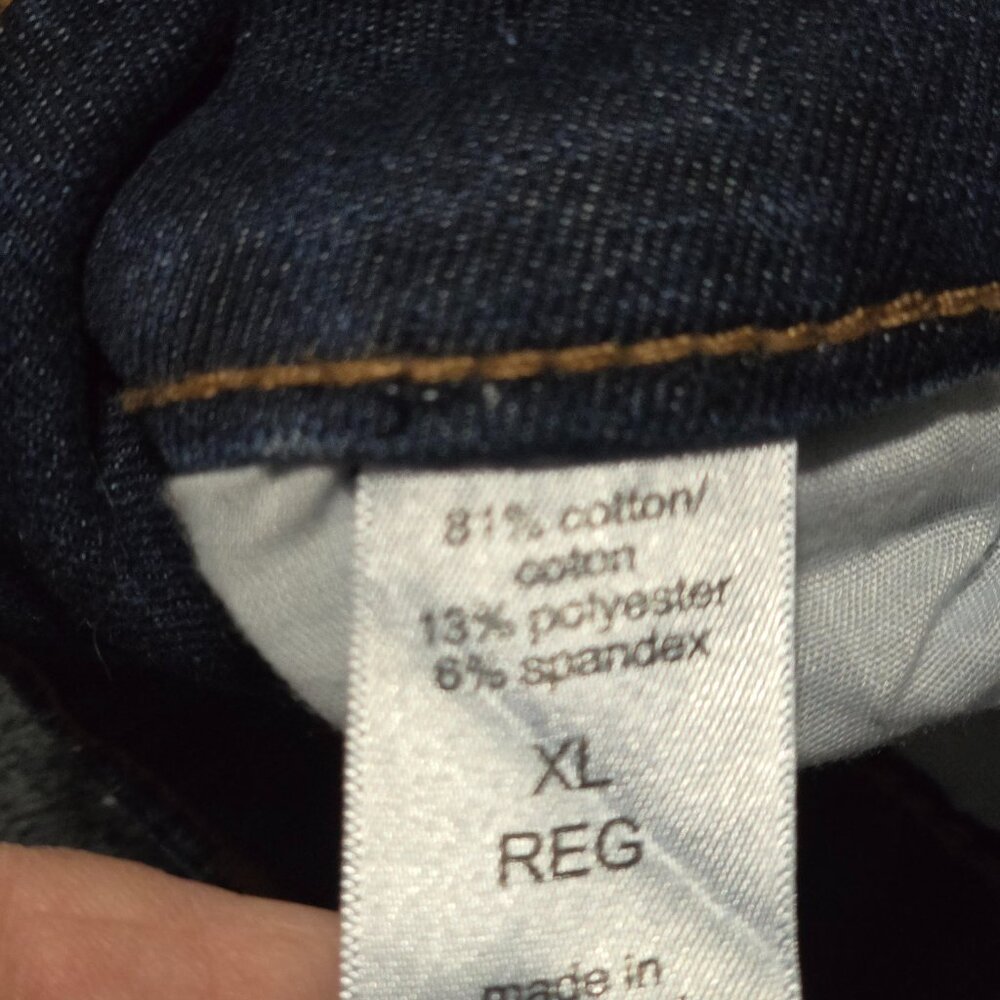 81% cotton/
coton
13% polyester
6% spandex
XL
REG
made in